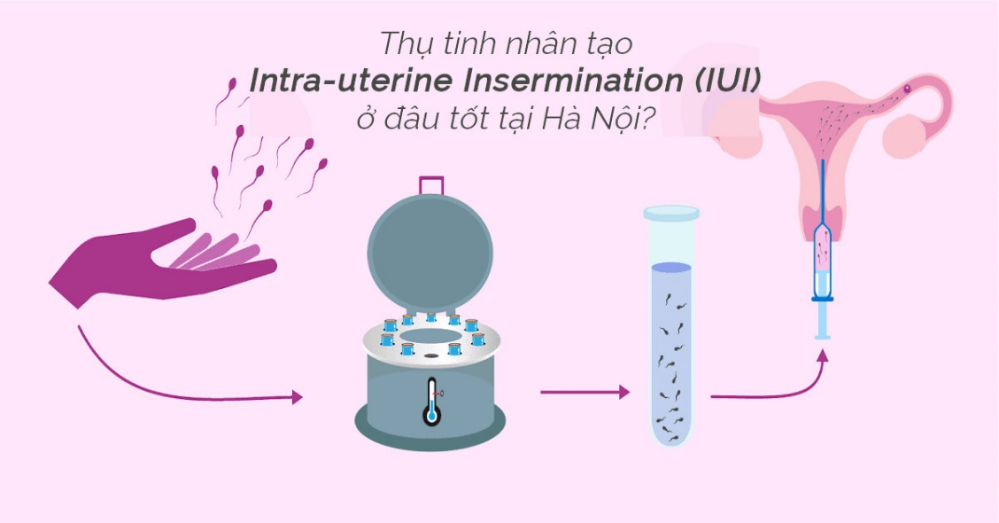 Thụ tinh nhân tạo
Intra-uterine Insermination (IUI)
ở đâu tốt tại Hà Nội?